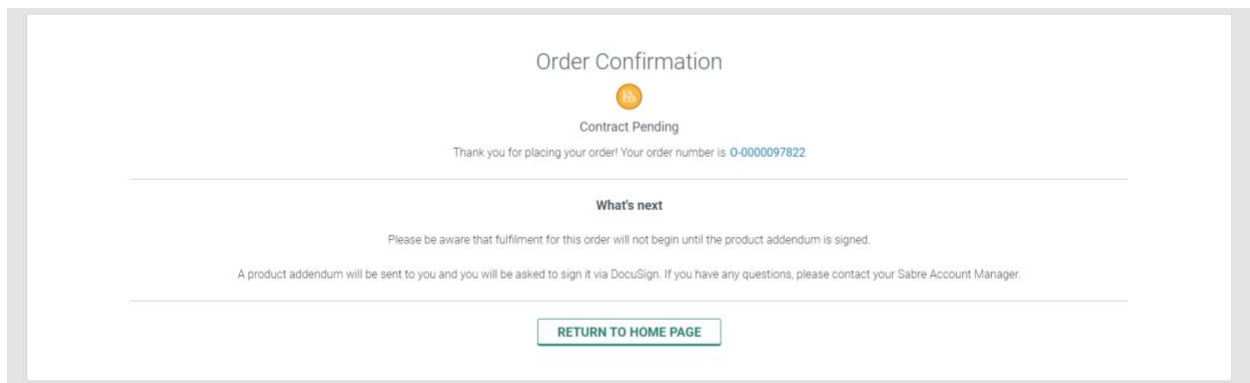 Order Confirmation
Contract Pending
Thank you for placing your order! Your order number is O-0000097822
What's next
Please be aware that fulfilment for this order will not begin until the product addendum is signed.
A product addendum will be sent to you and you will be asked to sign it via DocuSign. If you have any questions, please contact your Sabre Account Manager.
RETURN TO HOME PAGE